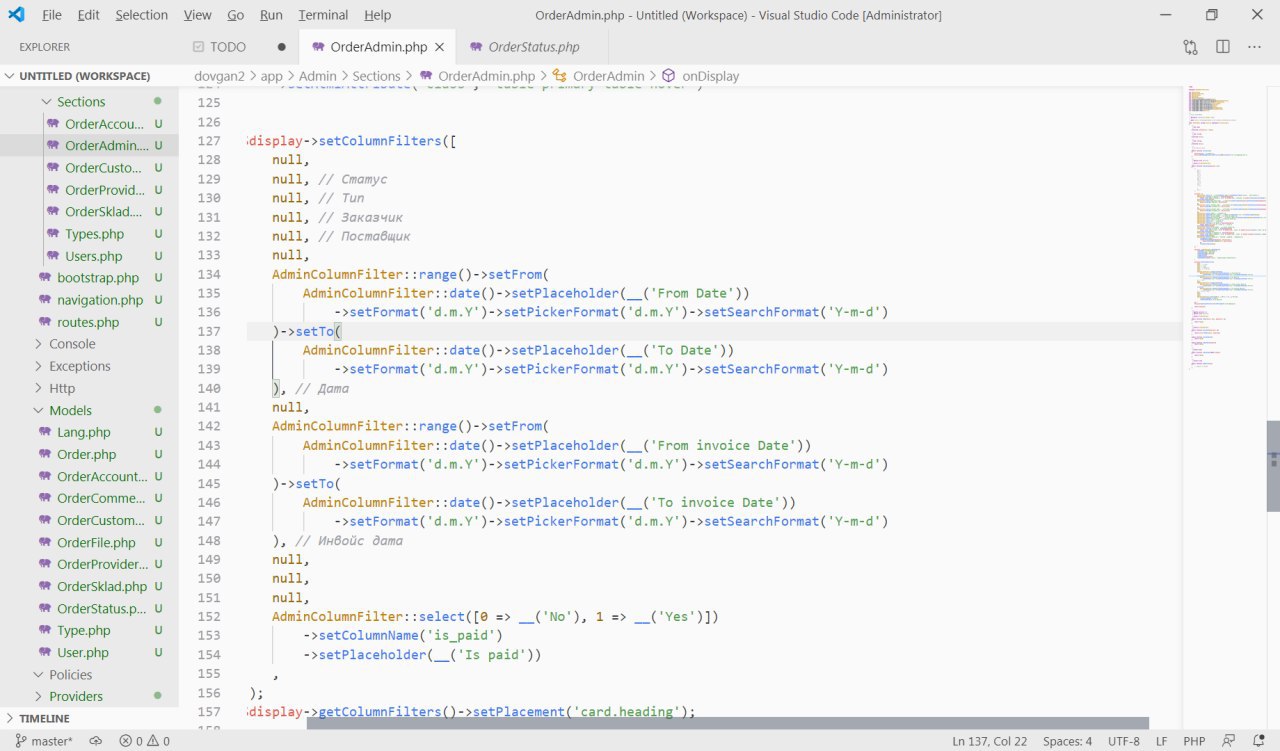 File Edit Selection View Go Run Terminal Help OrderAdmin.php - Untitled (Workspace) - Visual Studio Code [Administrator]
EXPLORER
TODO OrderAdmin.php OrderStatus.php
UNTITLED (WORKSPACE)
dovgan2 > app > Admin > Sections > OrderAdmin.php > OrderAdmin > onDisplay
Sections
OrderAccou... U
OrderAdmin.... U
OrderCusto... U
OrderProvid... U
OrderSklad.... U
Type.php U
User.php U
U
navigation.php U
routes.php U
Console
Exceptions
Http
Models
Lang.php U
Order.php U
OrderAccount... U
OrderComme... U
OrderCustom... U
OrderFile.php U
OrderProvider... U
OrderSklad.php U
OrderStatus.p... U
Type.php U
User.php U
Policies
Providers
TIMELINE
125
126
127 display->setColumnFilters([
128 null,
129 null, // Статус
130 null, // Тип
131 null, // Заказчик
132 null, // Поставщик
133 null,
134 AdminColumnFilter::range()->setFrom(
135 AdminColumnFilter::date()->setPlaceholder(__('From Date'))
136 ->setFormat('d.m.Y')->setPickerFormat('d.m.Y')->setSearchFormat('Y-m-d')
137 )->setTo(
138 AdminColumnFilter::date()->setPlaceholder(__('To Date'))
139 ->setFormat('d.m.Y')->setPickerFormat('d.m.Y')->setSearchFormat('Y-m-d')
140 ), // Дата
141 null,
142 AdminColumnFilter::range()->setFrom(
143 AdminColumnFilter::date()->setPlaceholder(__('From invoice Date'))
144 ->setFormat('d.m.Y')->setPickerFormat('d.m.Y')->setSearchFormat('Y-m-d')
145 )->setTo(
146 AdminColumnFilter::date()->setPlaceholder(__('To invoice Date'))
147 ->setFormat('d.m.Y')->setPickerFormat('d.m.Y')->setSearchFormat('Y-m-d')
148 ), // Инвойс дата
149 null,
150 null,
151 null,
152 AdminColumnFilter::select([0 => __('No'), 1 => __('Yes')])
153 ->setColumnName('is_paid')
154 ->setPlaceholder(__('Is paid'))
155 ,
156 );
157 display->getColumnFilters()->setPlacement('card.heading');
master* 0 0 Ln 137, Col 22 Spaces: 4 UTF-8 LF PHP